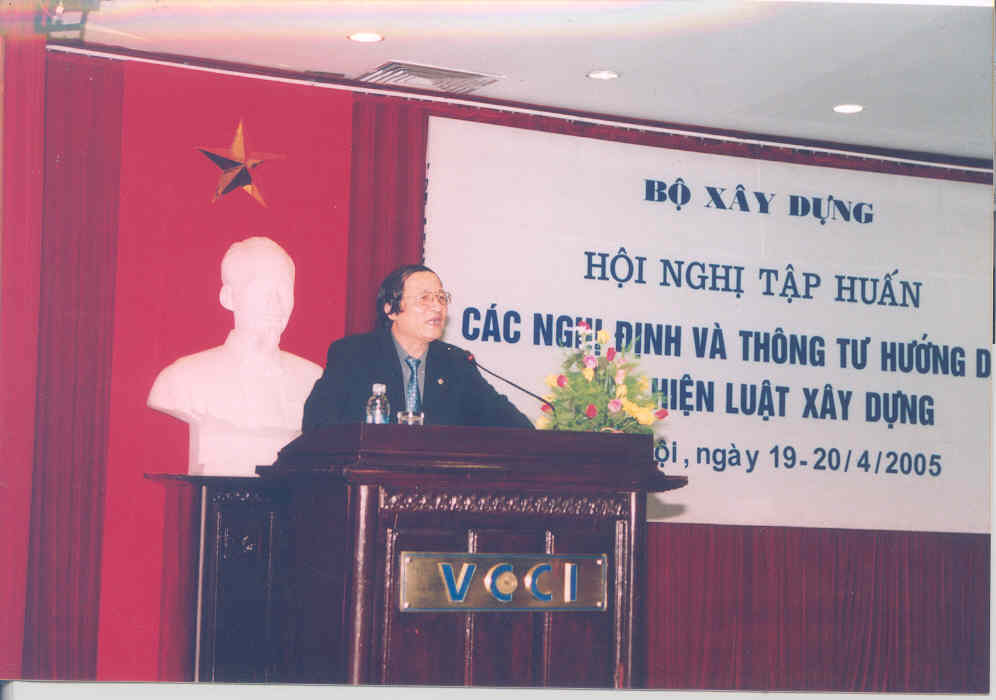 BỘ XÂY DỰNG
HỘI NGHỊ TẬP HUẤN
CÁC NGHỊ ĐỊNH VÀ THÔNG TƯ HƯỚNG D
HIỆN LUẬT XÂY DỰNG
ội, ngày 19-20/4/2005
VCCI